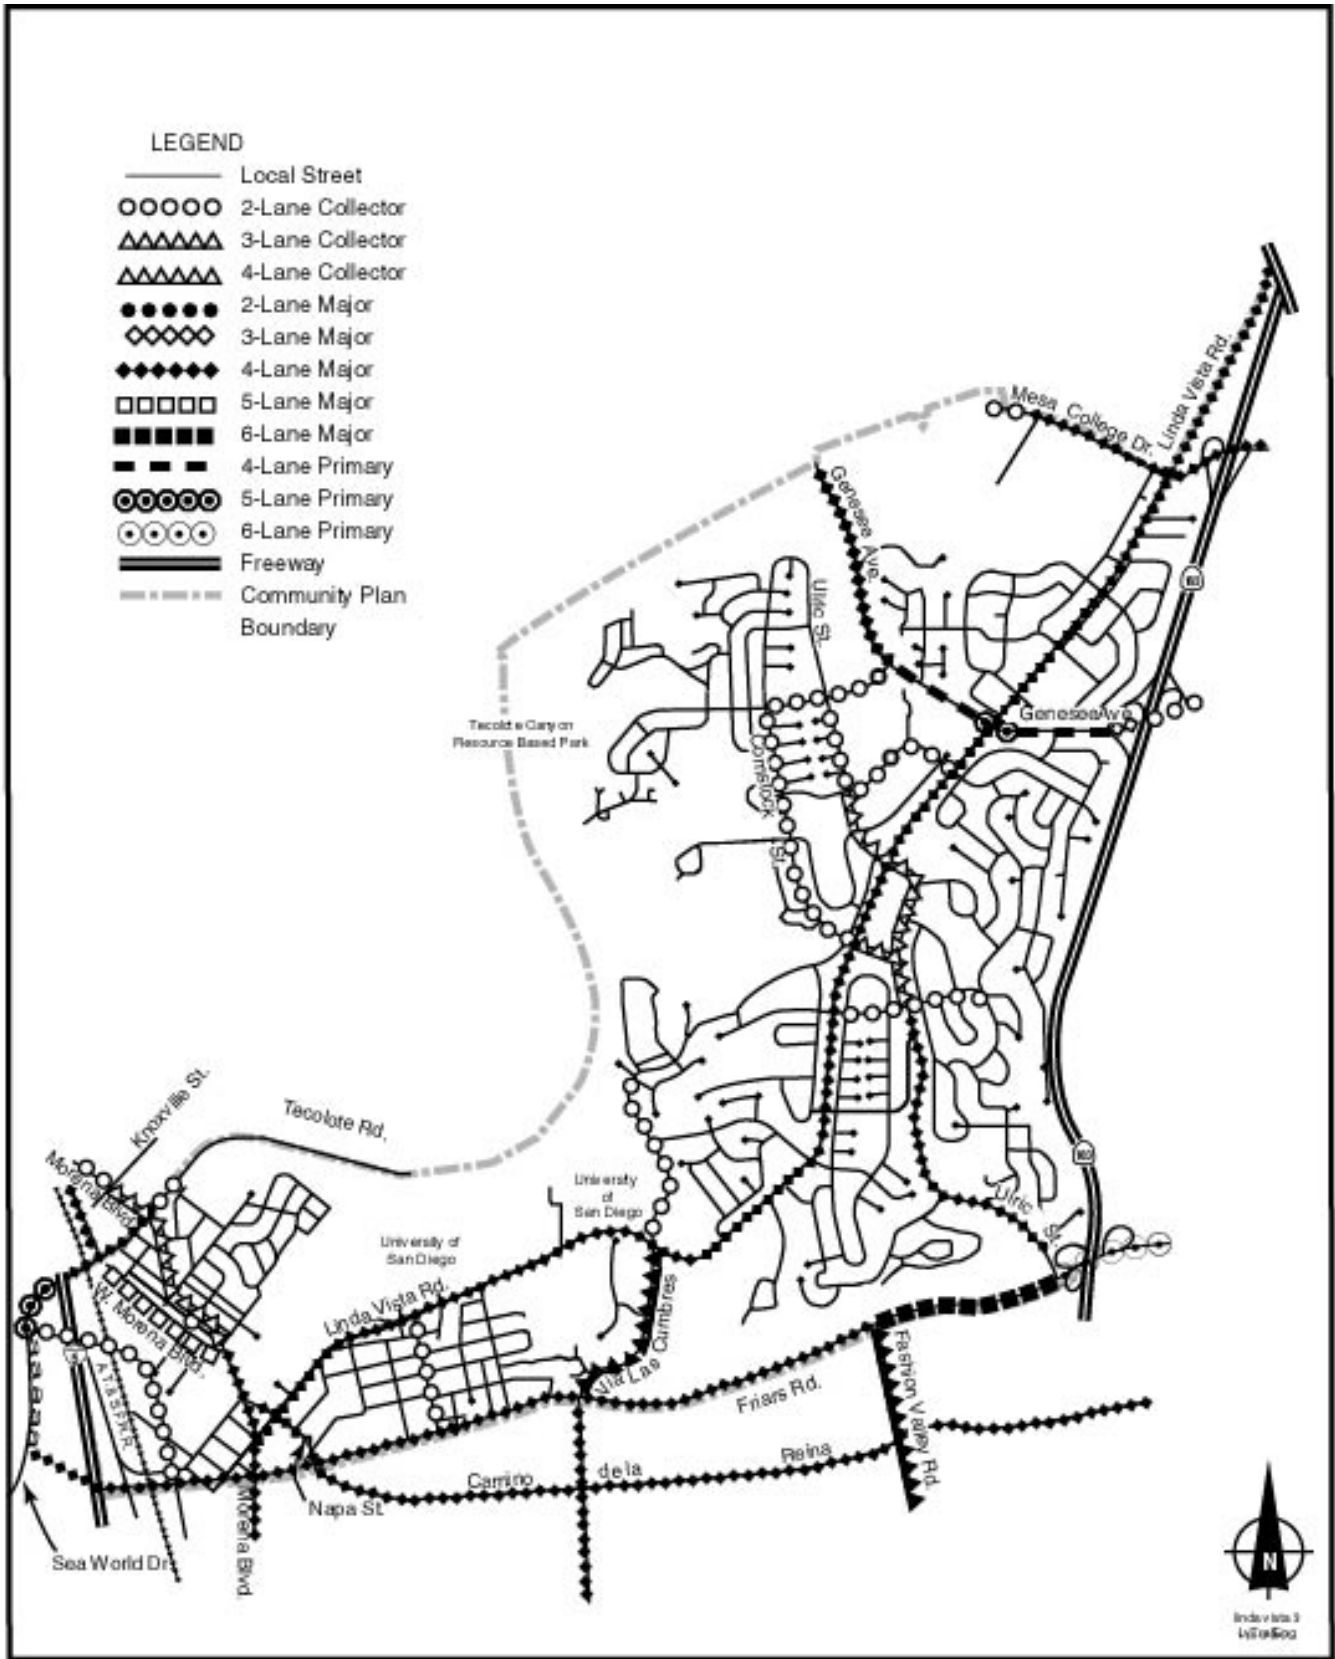 LEGEND
Local Street
2-Lane Collector
3-Lane Collector
4-Lane Collector
2-Lane Major
3-Lane Major
4-Lane Major
5-Lane Major
6-Lane Major
4-Lane Primary
5-Lane Primary
6-Lane Primary
Freeway
Community Plan
Boundary
Linda Vista Rd.
Mesa College Dr.
Genesee Ave.
Ulric St.
Genesee Ave.
Tecolote Canyon
Resource Based Park
Comstock St.
Knoxville St.
Tecolote Rd.
Morena Blvd.
University
of
San Diego
Ulric St.
University of
San Diego
Linda Vista Rd.
W. Morena Blvd.
Via Las Cumbres
A.T.&S.F.R.R.
Fashion Valley Rd.
Friars Rd.
Camino de la Reina
Napa St.
Morena Blvd.
Sea World Dr.
N